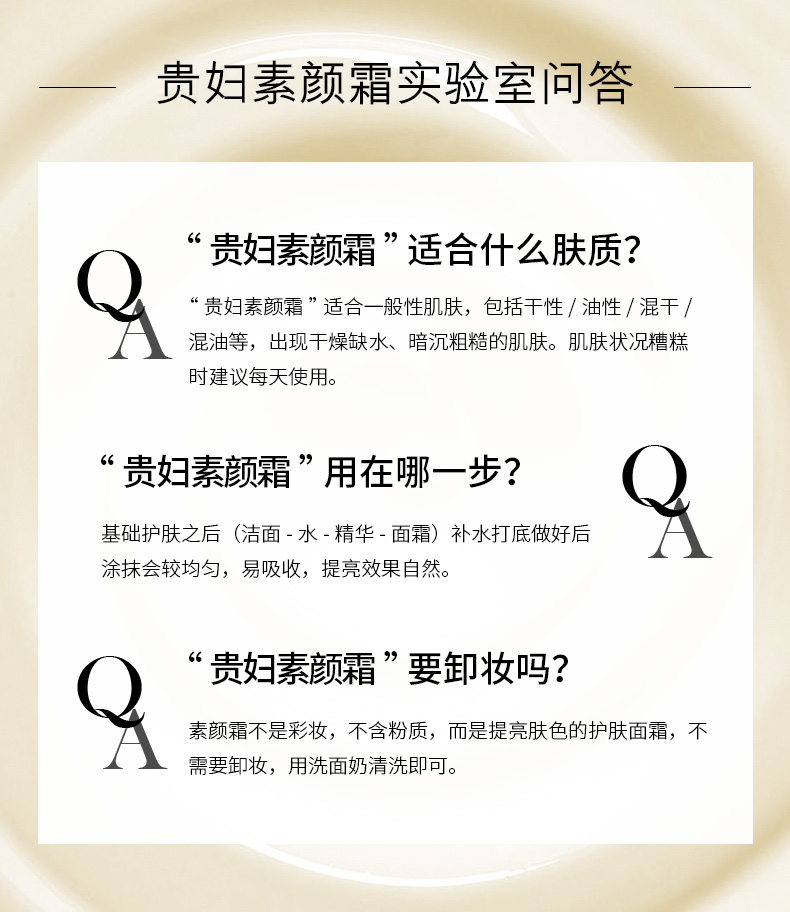 贵妇素颜霜实验室问答
“贵妇素颜霜”适合什么肤质？
QA
“贵妇素颜霜”适合一般性肌肤，包括干性 / 油性 / 混干 /
混油等，出现干燥缺水、暗沉粗糙的肌肤。肌肤状况糟糕
时建议每天使用。
“贵妇素颜霜”用在哪一步？
QA
基础护肤之后（洁面 - 水 - 精华 - 面霜）补水打底做好后
涂抹会较均匀，易吸收，提亮效果自然。
“贵妇素颜霜”要卸妆吗？
QA
素颜霜不是彩妆，不含粉质，而是提亮肤色的护肤面霜，不
需要卸妆，用洗面奶清洗即可。